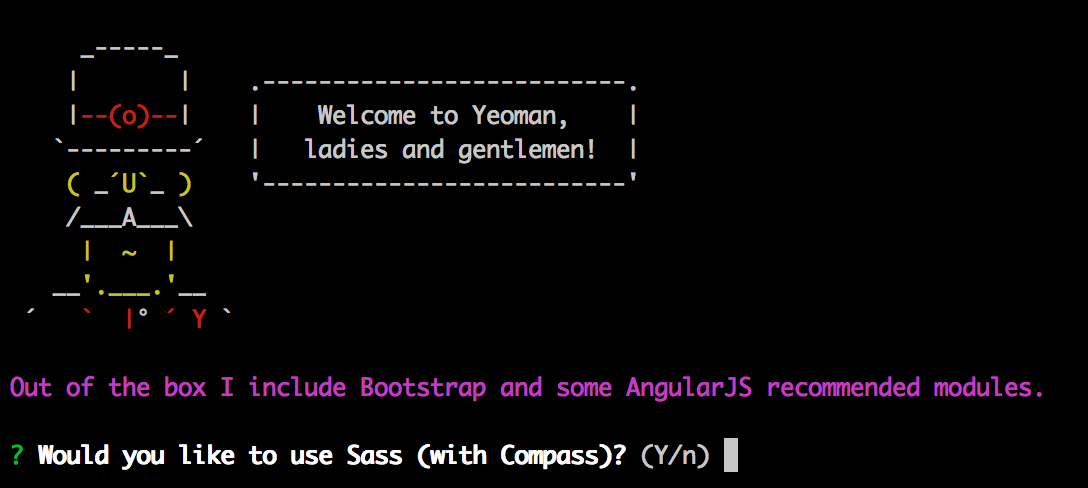 _-----_
    |       |    .--------------------------.
    |--(o)--|    |    Welcome to Yeoman,    |
   `---------´   |   ladies and gentlemen!  |
    ( _´U`_ )    '--------------------------'
    /___A___\
     |  ~  |
   __'.___.'__
 ´   `  |° ´ Y `
Out of the box I include Bootstrap and some AngularJS recommended modules.
? Would you like to use Sass (with Compass)? (Y/n)